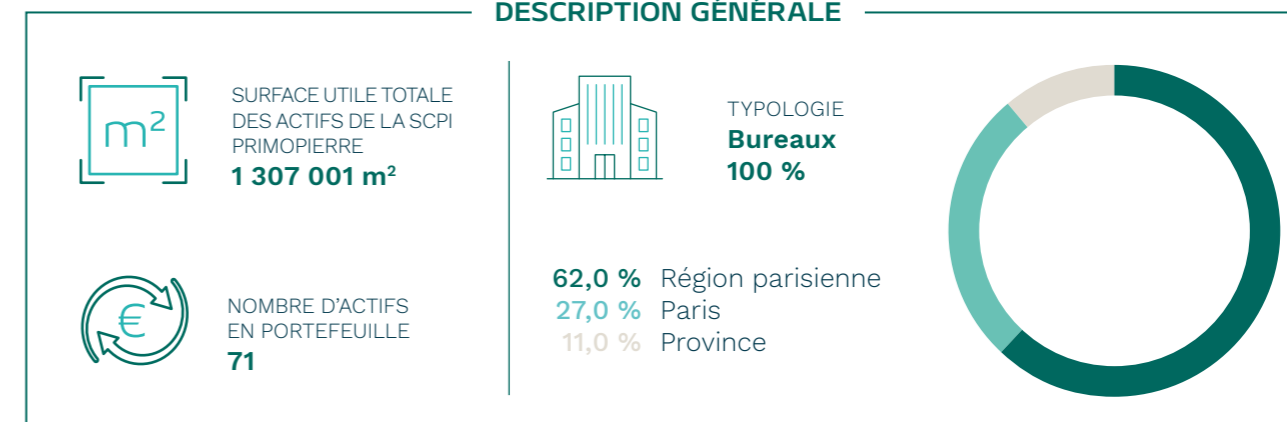 DESCRIPTION GÉNÉRALE
m²
SURFACE UTILE TOTALE
DES ACTIFS DE LA SCPI
PRIMOPIERRE
1 307 001 m²
€
NOMBRE D'ACTIFS
EN PORTEFEUILLE
71
TYPOLOGIE
Bureaux
100 %
62,0 % Région parisienne
27,0 % Paris
11,0 % Province